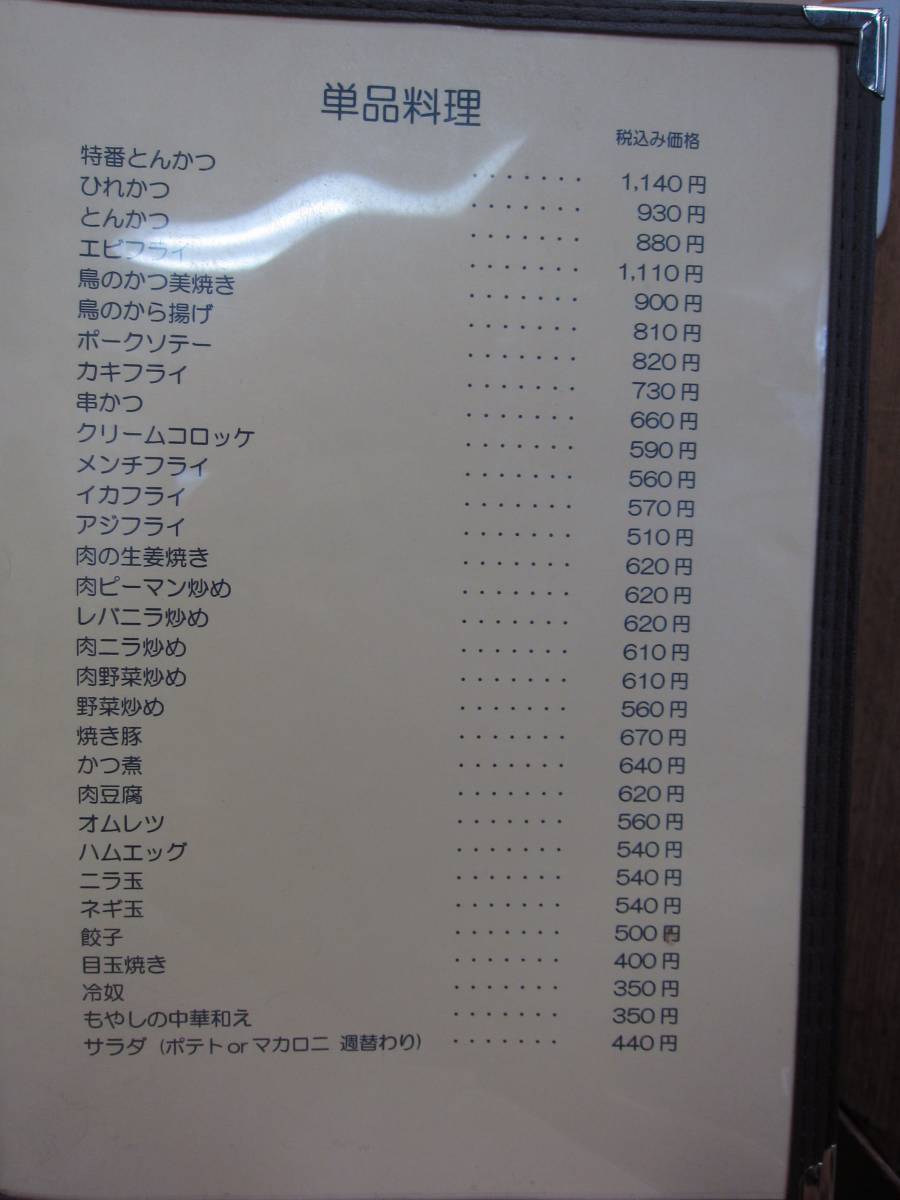 単品料理
税込み価格
特番とんかつ ・・・・・・・ 1,140円
ひれかつ ・・・・・・・ 930円
とんかつ ・・・・・・・ 880円
エビフライ ・・・・・・・ 1,110円
鳥のかつ美焼き ・・・・・・・ 900円
鳥のから揚げ ・・・・・・・ 810円
ポークソテー ・・・・・・・ 820円
カキフライ ・・・・・・・ 730円
串かつ ・・・・・・・ 660円
クリームコロッケ ・・・・・・・ 590円
メンチフライ ・・・・・・・ 560円
イカフライ ・・・・・・・ 570円
アジフライ ・・・・・・・ 510円
肉の生姜焼き ・・・・・・・ 620円
肉ピーマン炒め ・・・・・・・ 620円
レバニラ炒め ・・・・・・・ 620円
肉ニラ炒め ・・・・・・・ 610円
肉野菜炒め ・・・・・・・ 610円
野菜炒め ・・・・・・・ 560円
焼き豚 ・・・・・・・ 670円
かつ煮 ・・・・・・・ 640円
肉豆腐 ・・・・・・・ 620円
オムレツ ・・・・・・・ 560円
ハムエッグ ・・・・・・・ 540円
ニラ玉 ・・・・・・・ 540円
ネギ玉 ・・・・・・・ 540円
餃子 ・・・・・・・ 500円
目玉焼き ・・・・・・・ 400円
冷奴 ・・・・・・・ 350円
もやしの中華和え ・・・・・・・ 350円
サラダ (ポテトorマカロニ 週替わり) ・・・・・・・ 440円